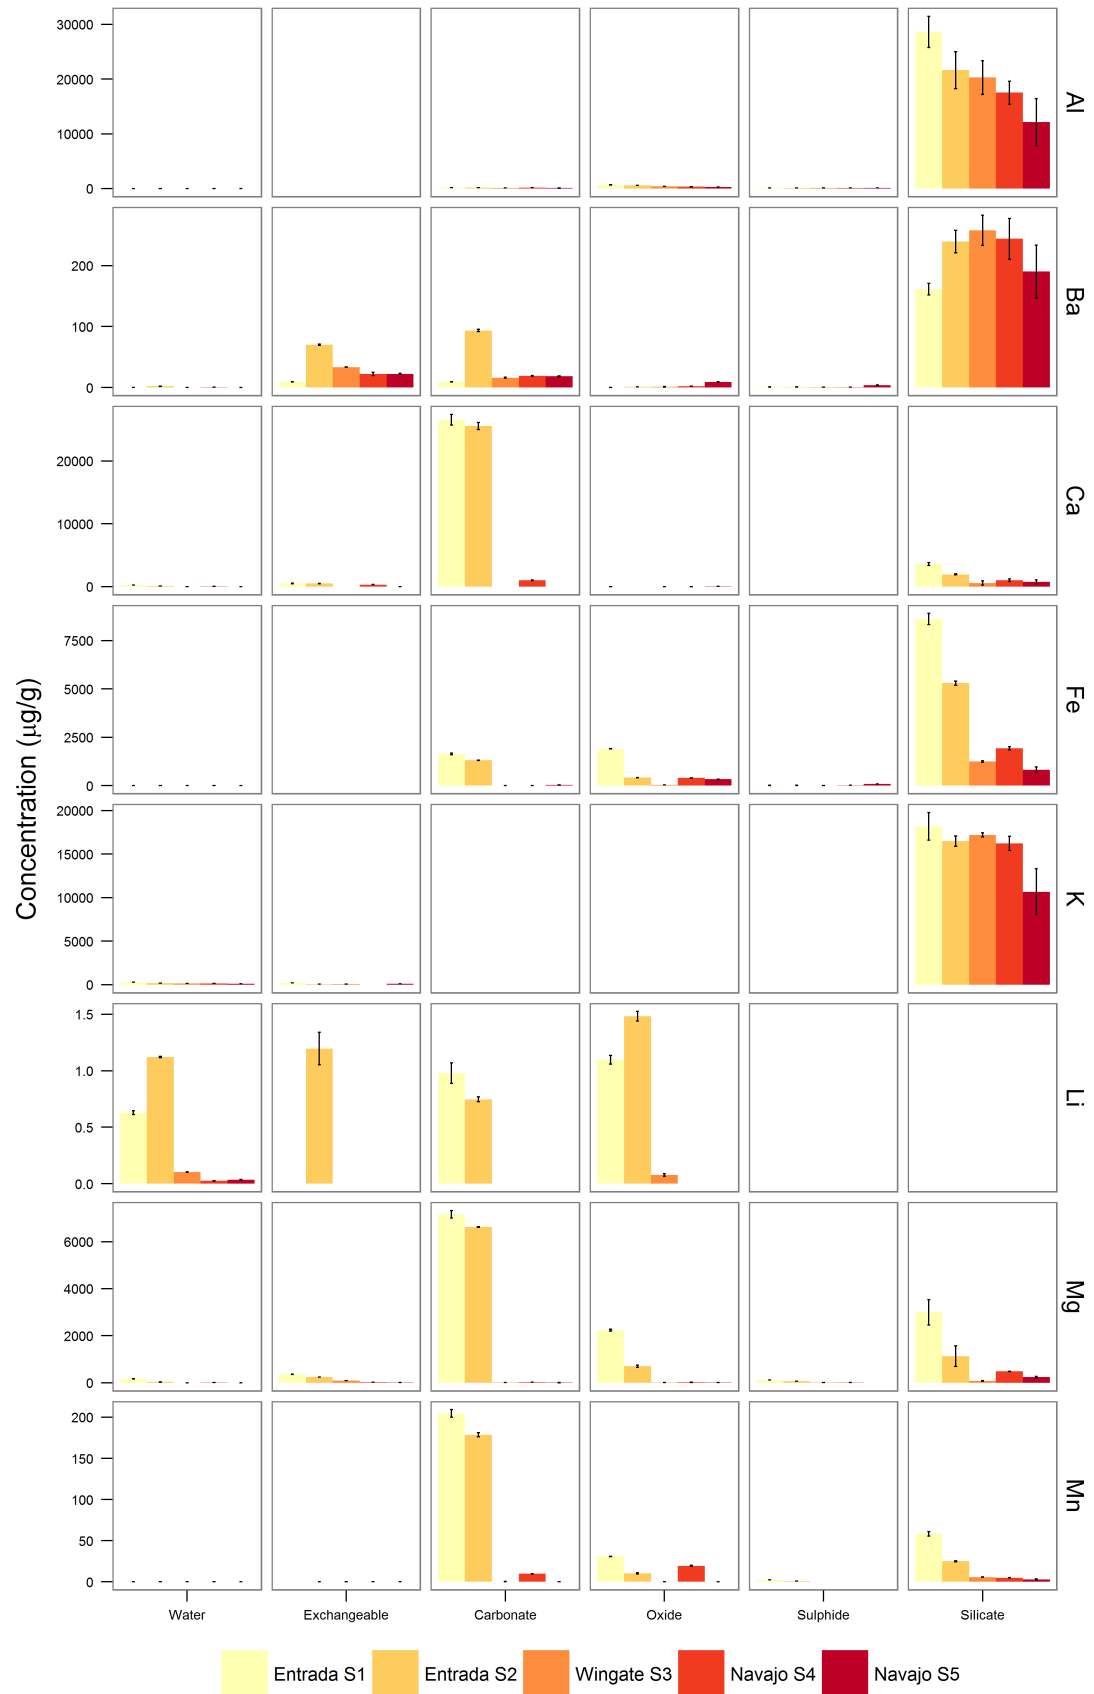 30000
20000
10000
0
Al
200
100
0
Ba
20000
10000
0
Ca
7500
5000
2500
0
Fe
20000
15000
10000
5000
0
K
1.5
1.0
0.5
0.0
Li
6000
4000
2000
0
Mg
200
150
100
50
0
Mn
Concentration (μg/g)
Water Exchangeable Carbonate Oxide Sulphide Silicate
Entrada S1 Entrada S2 Wingate S3 Navajo S4 Navajo S5